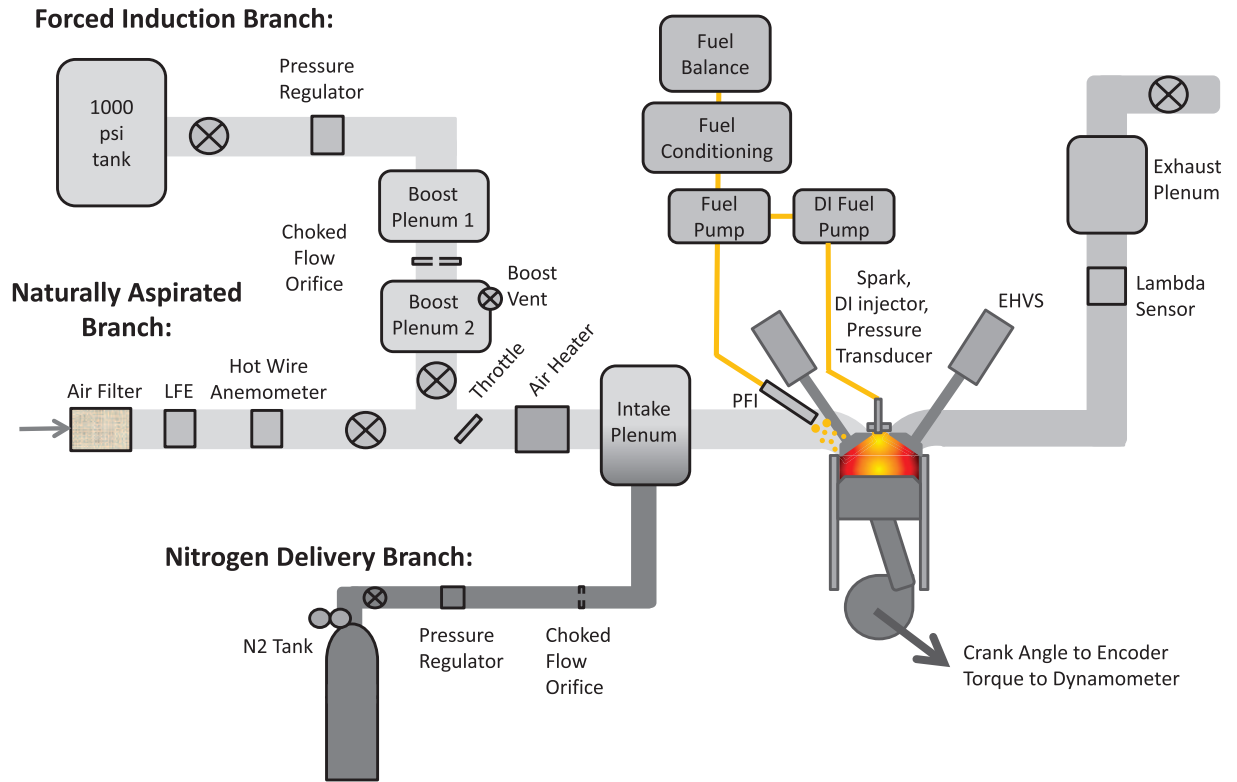 Forced Induction Branch:
1000
psi
tank
Pressure
Regulator
Boost
Plenum 1
Choked
Flow
Orifice
Boost
Plenum 2
Boost
Vent
Naturally Aspirated
Branch:
Air Filter
LFE
Hot Wire
Anemometer
Throttle
Air Heater
Intake
Plenum
Nitrogen Delivery Branch:
N2 Tank
Pressure
Regulator
Choked
Flow
Orifice
Fuel
Balance
Fuel
Conditioning
Fuel
Pump
DI Fuel
Pump
Spark,
DI injector,
Pressure
Transducer
PFI
EHVS
Exhaust
Plenum
Lambda
Sensor
Crank Angle to Encoder
Torque to Dynamometer